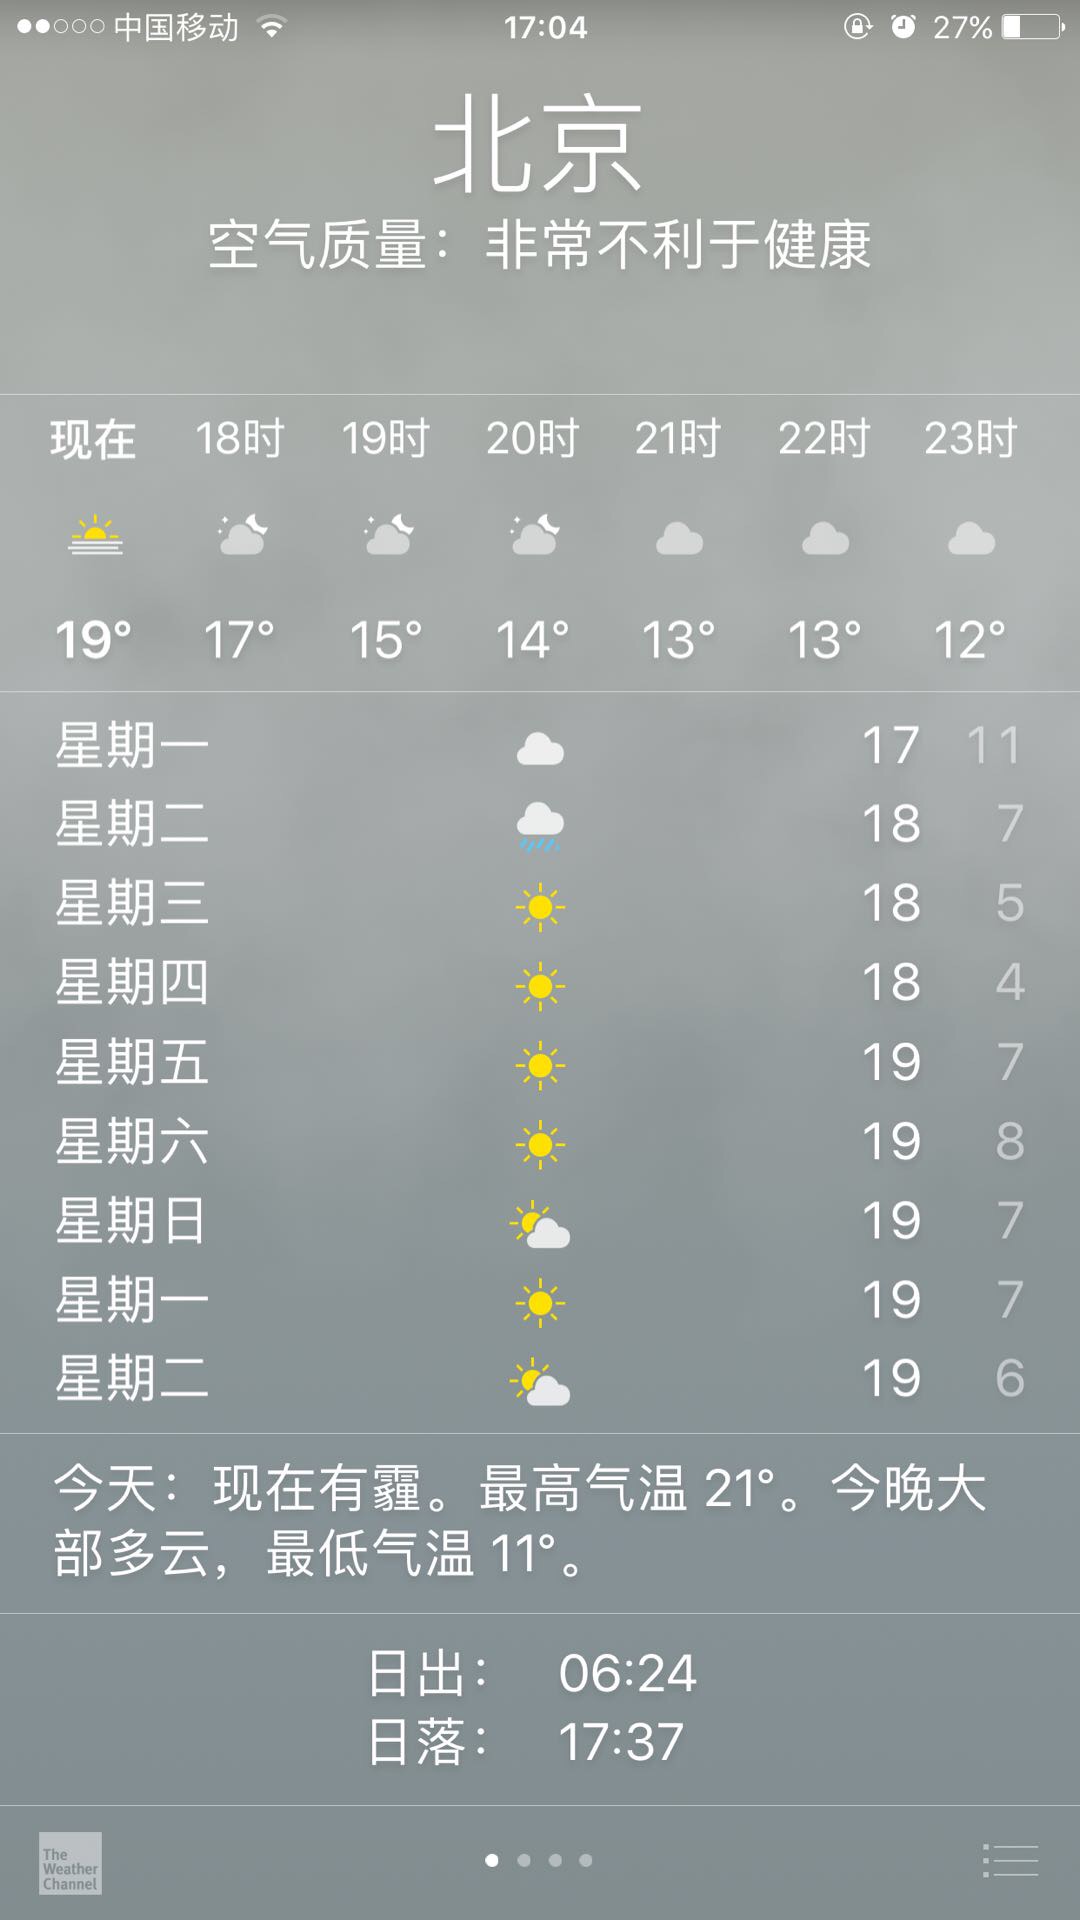 中国移动 17:04 27%
北京
空气质量：非常不利于健康
现在 18时 19时 20时 21时 22时 23时
19° 17° 15° 14° 13° 13° 12°
星期一 17 11
星期二 18 7
星期三 18 5
星期四 18 4
星期五 19 7
星期六 19 8
星期日 19 7
星期一 19 7
星期二 19 6
今天：现在有霾。最高气温 21°。今晚大
部多云，最低气温 11°。
日出： 06:24
日落： 17:37
The
Weather
Channel